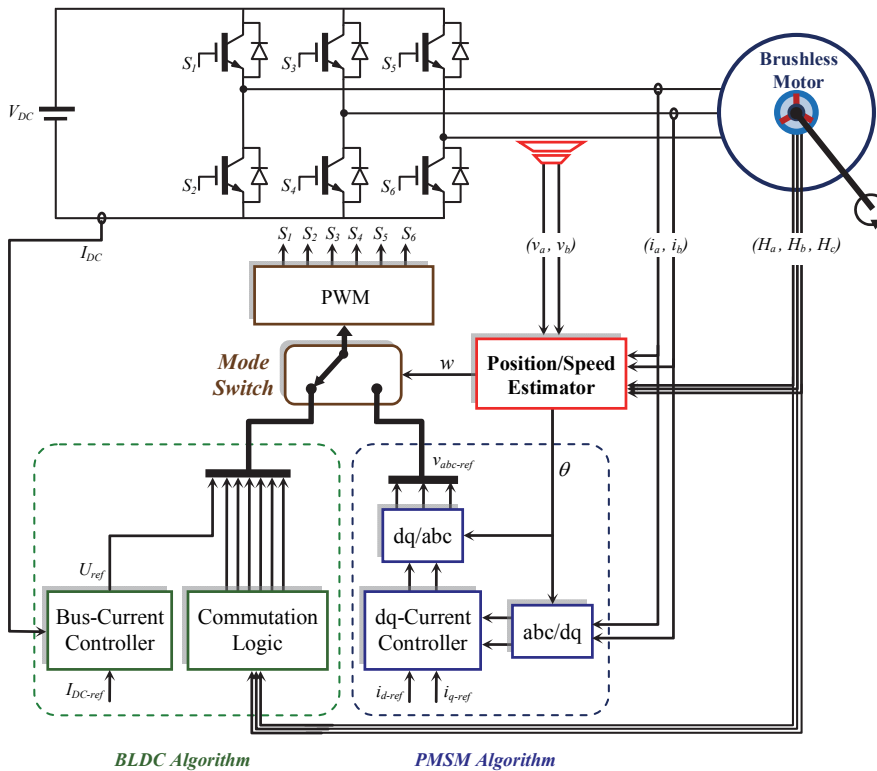 S1
S3
S5
Brushless
Motor
VDC
S2
S4
S6
IDC
S1 S2 S3 S4 S5 S6
(va , vb)
(ia , ib)
(Ha , Hb , Hc)
PWM
Mode
Switch
w
Position/Speed
Estimator
vabc-ref
θ
dq/abc
Uref
Bus-Current
Controller
Commutation
Logic
dq-Current
Controller
abc/dq
IDC-ref
id-ref
iq-ref
BLDC Algorithm
PMSM Algorithm